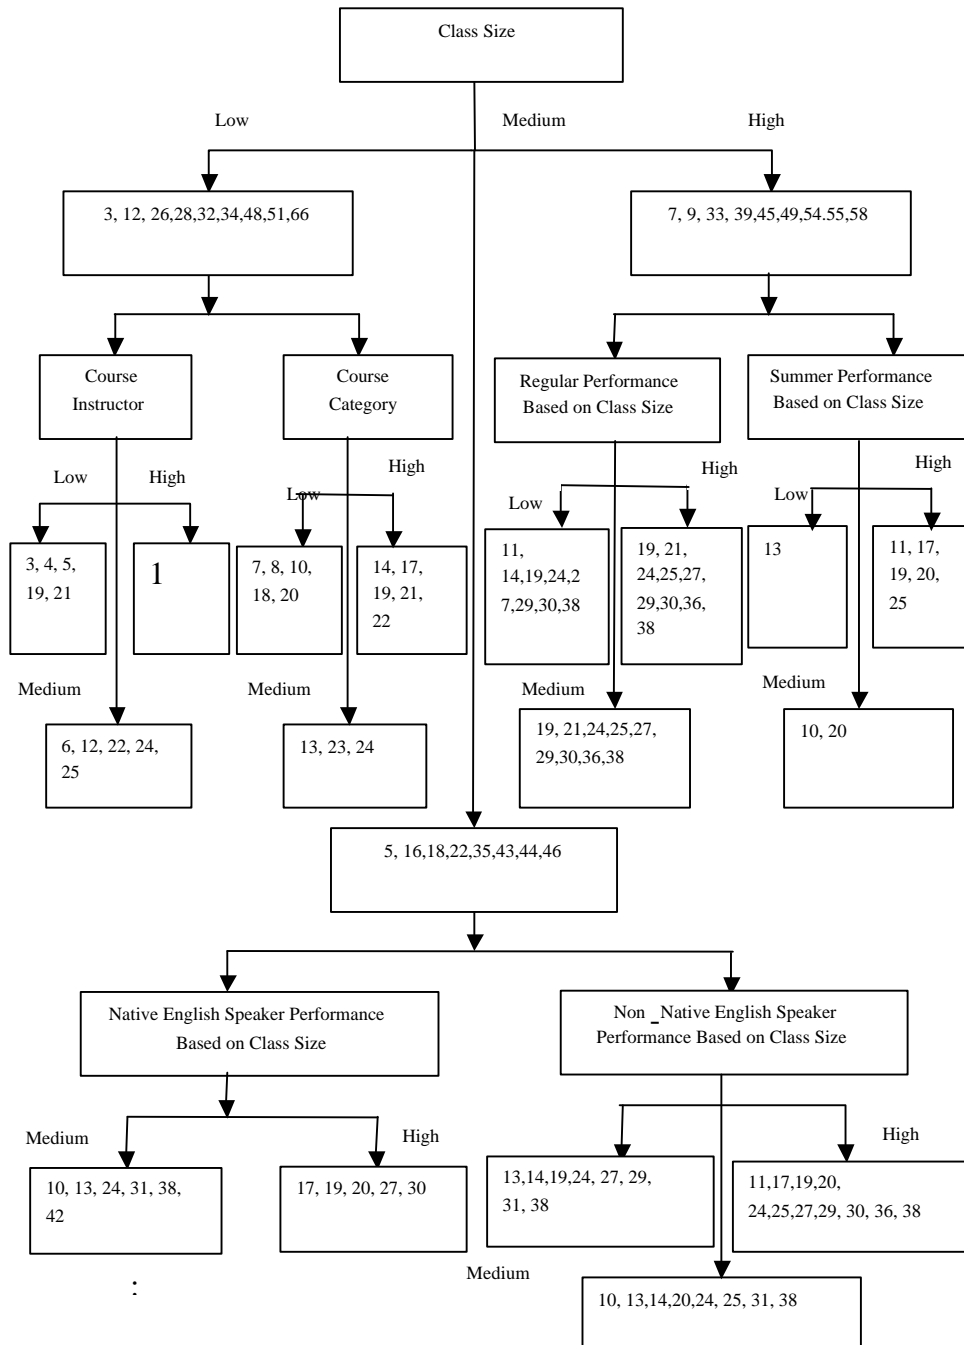 Class Size
Low
Medium
High
3, 12, 26,28,32,34,48,51,66
7, 9, 33, 39,45,49,54.55,58
Course
Instructor
Course
Category
Regular Performance
Based on Class Size
Summer Performance
Based on Class Size
Low
High
Low
High
Low
High
Low
High
3, 4, 5,
19, 21
1
7, 8, 10,
18, 20
14, 17,
19, 21,
22
11,
14,19,24,2
7,29,30,38
19, 21,
24,25,27,
29,30,36,
38
13
11, 17,
19, 20,
25
Medium
Medium
Medium
Medium
6, 12, 22, 24,
25
13, 23, 24
19, 21,24,25,27,
29,30,36,38
10, 20
5, 16,18,22,35,43,44,46
Native English Speaker Performance
Based on Class Size
Non _Native English Speaker
Performance Based on Class Size
Medium
High
High
10, 13, 24, 31, 38,
42
17, 19, 20, 27, 30
13,14,19,24, 27, 29,
31, 38
11,17,19,20,
24,25,27,29, 30, 36, 38
:
Medium
10, 13,14,20,24, 25, 31, 38